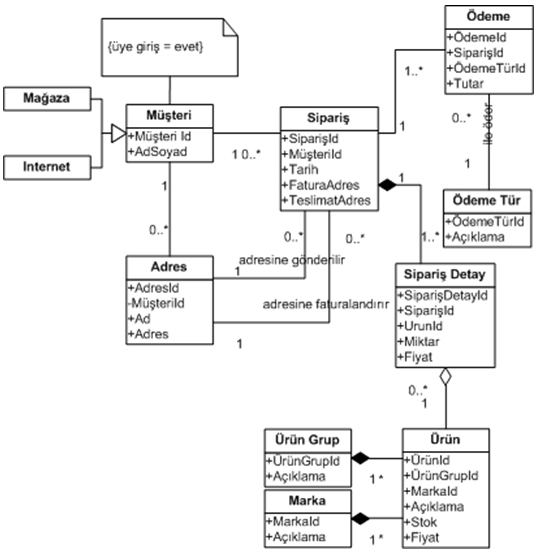 {üye giriş = evet}
Mağaza
Internet
Müşteri
+Müşteri Id
+AdSoyad
1 0..*
Sipariş
+SiparişId
+MüşteriId
+Tarih
+FaturaAdres
+TeslimatAdres
Ödeme
+ÖdemeId
+SiparişId
+ÖdemeTürId
+Tutar
1..*
1
0..*
ile öder
1
Ödeme Tür
+ÖdemeTürId
+Açıklama
1
0..*
Adres
+AdresId
-MüşteriId
+Ad
+Adres
0..*
0..*
1
adresine gönderilir
adresine faturalandırır
1
1
1..*
Sipariş Detay
+SiparişDetayId
+SiparişId
+UrunId
+Miktar
+Fiyat
0..*
1
Ürün Grup
+ÜrünGrupId
+Açıklama
1 *
Marka
+MarkaId
+Açıklama
1 *
Ürün
+ÜrünId
+ÜrünGrupId
+MarkaId
+Açıklama
+Stok
+Fiyat